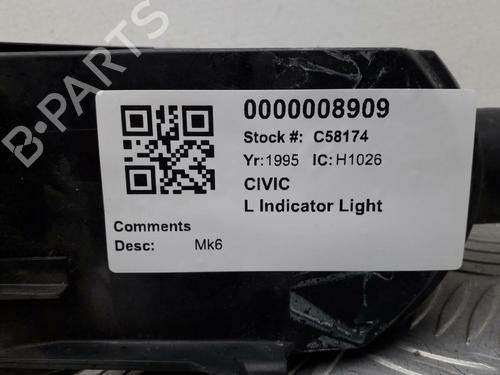 0000008909
Stock #: C58174
Yr:1995 IC:H1026
CIVIC
L Indicator Light
Comments
Desc: Mk6
B-PARTS